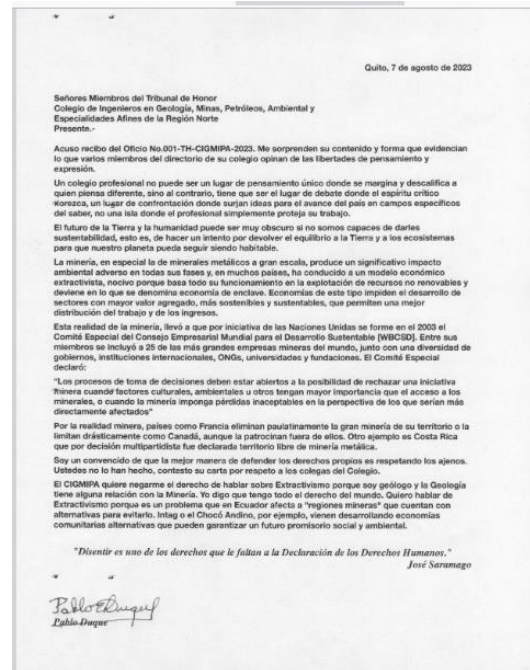 Quito, 7 de agosto de 2023
Señores Miembros del Tribunal de Honor
Colegio de Ingenieros en Geología, Minas, Petróleos, Ambiental y
Especialidades Afines de la Región Norte
Presente.-
Acuso recibo del Oficio No.001-TH-CIGMIPA-2023. Me sorprenden su contenido y forma que evidencian
lo que varios miembros del directorio de su colegio opinan de las libertades de pensamiento y
expresión.
Un colegio profesional no puede ser un lugar de pensamiento único donde se margina y descalifica a
quien piensa diferente, sino al contrario, tiene que ser el lugar de debate donde el espíritu crítico
florezca, un lugar de confrontación donde surjan ideas para el avance del país en campos específicos
del saber, no una isla donde el profesional simplemente proteja su trabajo.
El futuro de la Tierra y la humanidad puede ser muy obscuro si no somos capaces de darles
sustentabilidad, esto es, de hacer un intento por devolver el equilibrio a la Tierra y a los ecosistemas
para que nuestro planeta pueda seguir siendo habitable.
La minería, en especial la de minerales metálicos a gran escala, produce un significativo impacto
ambiental adverso en todas sus fases y, en muchos países, ha conducido a un modelo económico
extractivista, nocivo porque basa todo su funcionamiento en la explotación de recursos no renovables y
deviene en lo que se denomina economía de enclave. Economías de este tipo impiden el desarrollo de
sectores con mayor valor agregado, más sostenibles y sustentables, que permiten una mejor
distribución del trabajo y de los ingresos.
Esta realidad de la minería, llevó a que por iniciativa de las Naciones Unidas se forme en el 2003 el
Comité Especial del Consejo Empresarial Mundial para el Desarrollo Sustentable [WBCSD]. Entre sus
miembros se incluyó a 25 de las más grandes empresas mineras del mundo, junto con una diversidad de
gobiernos, instituciones internacionales, ONGs, universidades y fundaciones. El Comité Especial
declaró:
"Los procesos de toma de decisiones deben estar abiertos a la posibilidad de rechazar una iniciativa
minera cuando factores culturales, ambientales u otros tengan mayor importancia que el acceso a los
minerales, o cuando la minería imponga pérdidas inaceptables en la perspectiva de los que serían más
directamente afectados"
Por la realidad minera, países como Francia eliminan paulatinamente la gran minería de su territorio o la
limitan drásticamente como Canadá, aunque la patrocinan fuera de ellos. Otro ejemplo es Costa Rica
que por decisión multipartidista fue declarada territorio libre de minería metálica.
Soy un convencido de que la mejor manera de defender los derechos propios es respetando los ajenos.
Ustedes no lo han hecho, contesto su carta por respeto a los colegas del Colegio.
El CIGMIPA quiere negarme el derecho de hablar sobre Extractivismo porque soy geólogo y la Geología
tiene alguna relación con la Minería. Yo digo que tengo todo el derecho del mundo. Quiero hablar de
Extractivismo porque es un problema que en Ecuador afecta a "regiones mineras" que cuentan con
alternativas para evitarlo. Intag o el Chocó Andino, por ejemplo, vienen desarrollando economías
comunitarias alternativas que pueden garantizar un futuro promisorio social y ambiental.
"Disentir es uno de los derechos que le faltan a la Declaración de los Derechos Humanos."
José Saramago
Pablo E Duque
Pablo Duque